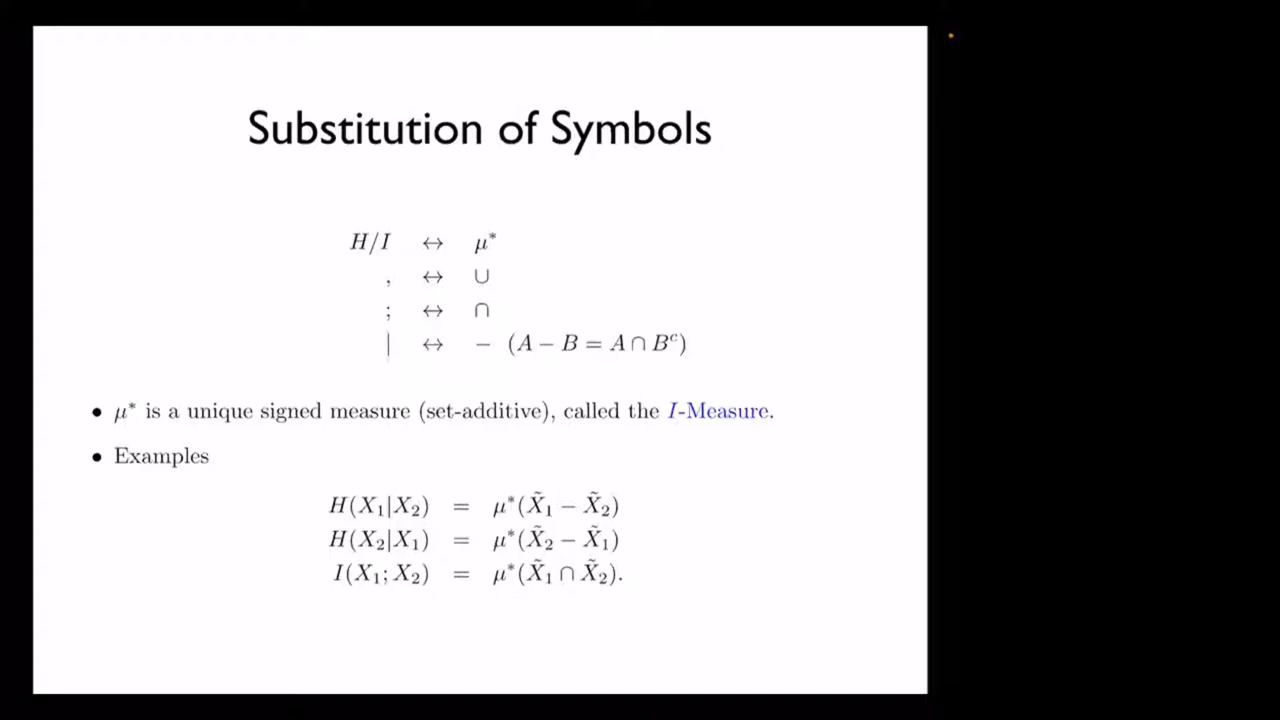 Substitution of Symbols
H/I ↔ μ*
, ↔ ∪
; ↔ ∩
| ↔ − (A − B = A ∩ Bᶜ)
• μ* is a unique signed measure (set-additive), called the I-Measure.
• Examples
H(X₁|X₂) = μ*(X̃₁ − X̃₂)
H(X₂|X₁) = μ*(X̃₂ − X̃₁)
I(X₁; X₂) = μ*(X̃₁ ∩ X̃₂).